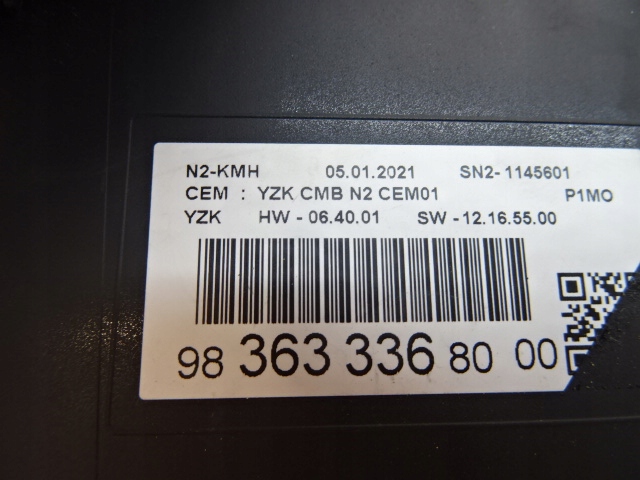 N2-KMH 05.01.2021 SN2-1145601
CEM : YZK CMB N2 CEM01 P1MO
YZK HW - 06.40.01 SW -12.16.55.00
98 363 336 80 00